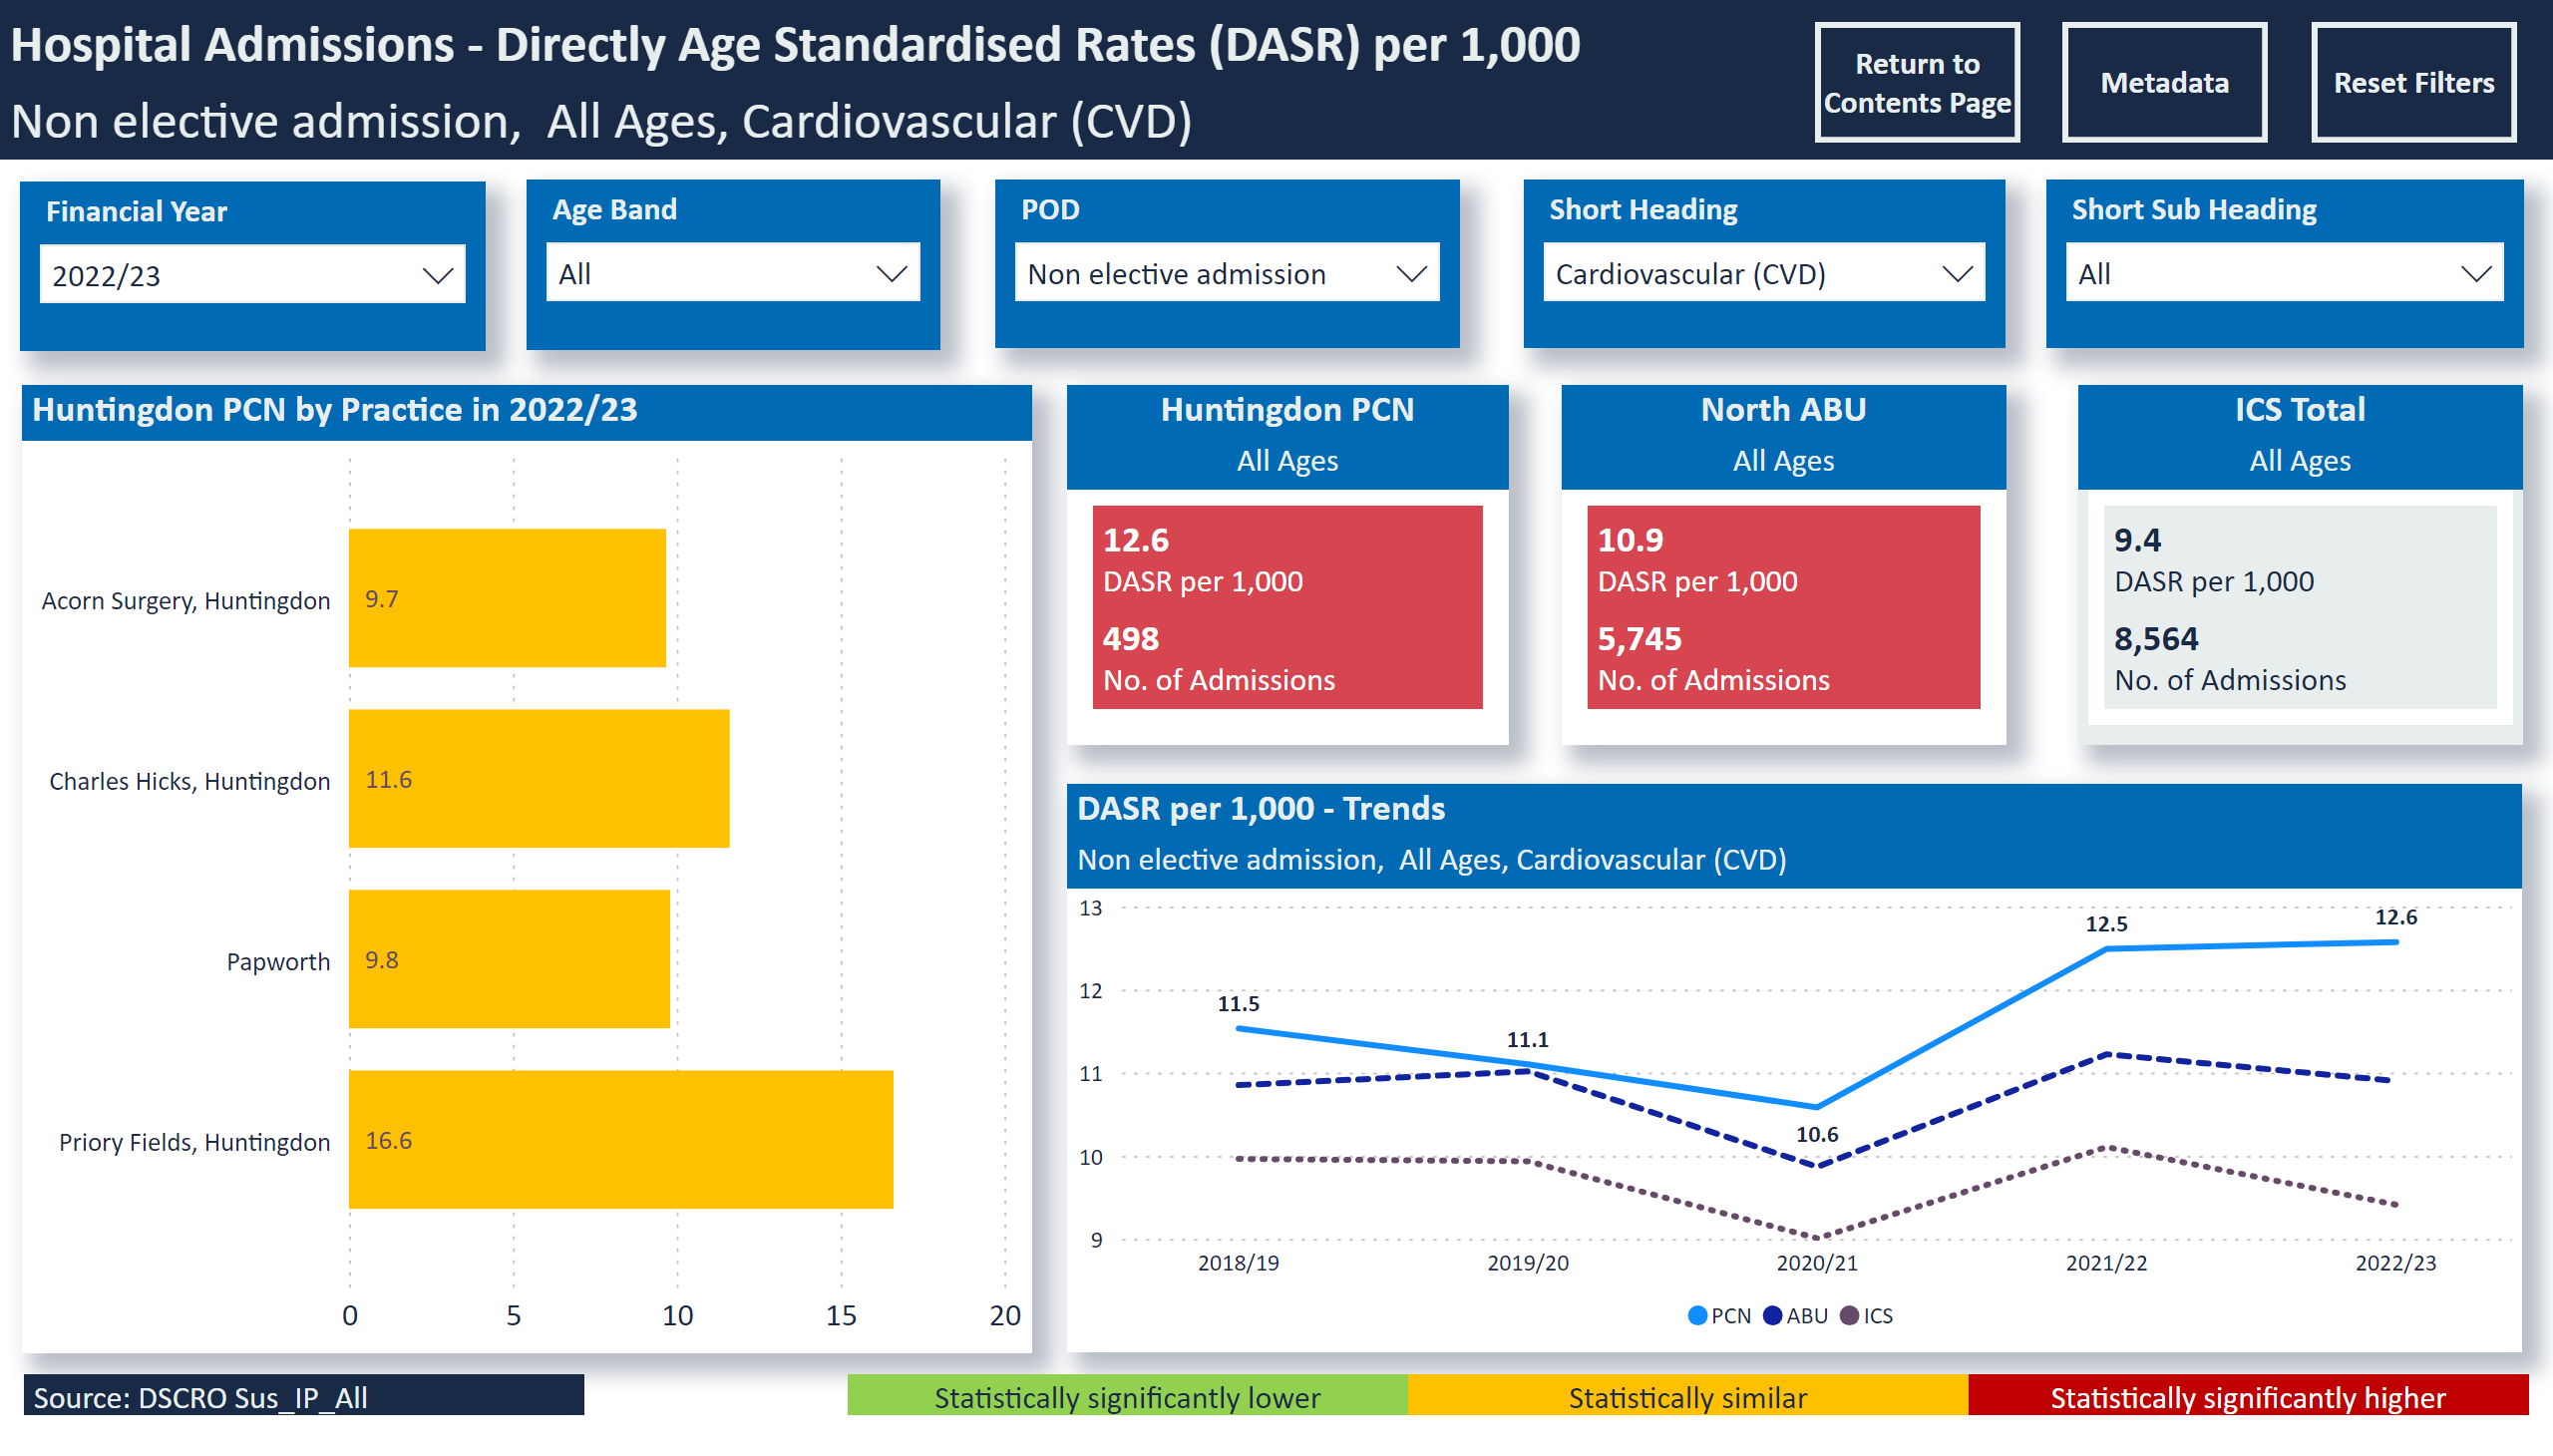 Hospital Admissions - Directly Age Standardised Rates (DASR) per 1,000
Non elective admission,  All Ages, Cardiovascular (CVD)
Return to
Contents Page
Metadata
Reset Filters
Financial Year
2022/23
Age Band
All
POD
Non elective admission
Short Heading
Cardiovascular (CVD)
Short Sub Heading
All
Huntingdon PCN by Practice in 2022/23
Acorn Surgery, Huntingdon
9.7
Charles Hicks, Huntingdon
11.6
Papworth
9.8
Priory Fields, Huntingdon
16.6
0 5 10 15 20
Huntingdon PCN
All Ages
12.6
DASR per 1,000
498
No. of Admissions
North ABU
All Ages
10.9
DASR per 1,000
5,745
No. of Admissions
ICS Total
All Ages
9.4
DASR per 1,000
8,564
No. of Admissions
DASR per 1,000 - Trends
Non elective admission,  All Ages, Cardiovascular (CVD)
13
12
11
10
9
11.5
11.1
10.6
12.5
12.6
2018/19 2019/20 2020/21 2021/22 2022/23
PCN ABU ICS
Source: DSCRO Sus_IP_All
Statistically significantly lower
Statistically similar
Statistically significantly higher